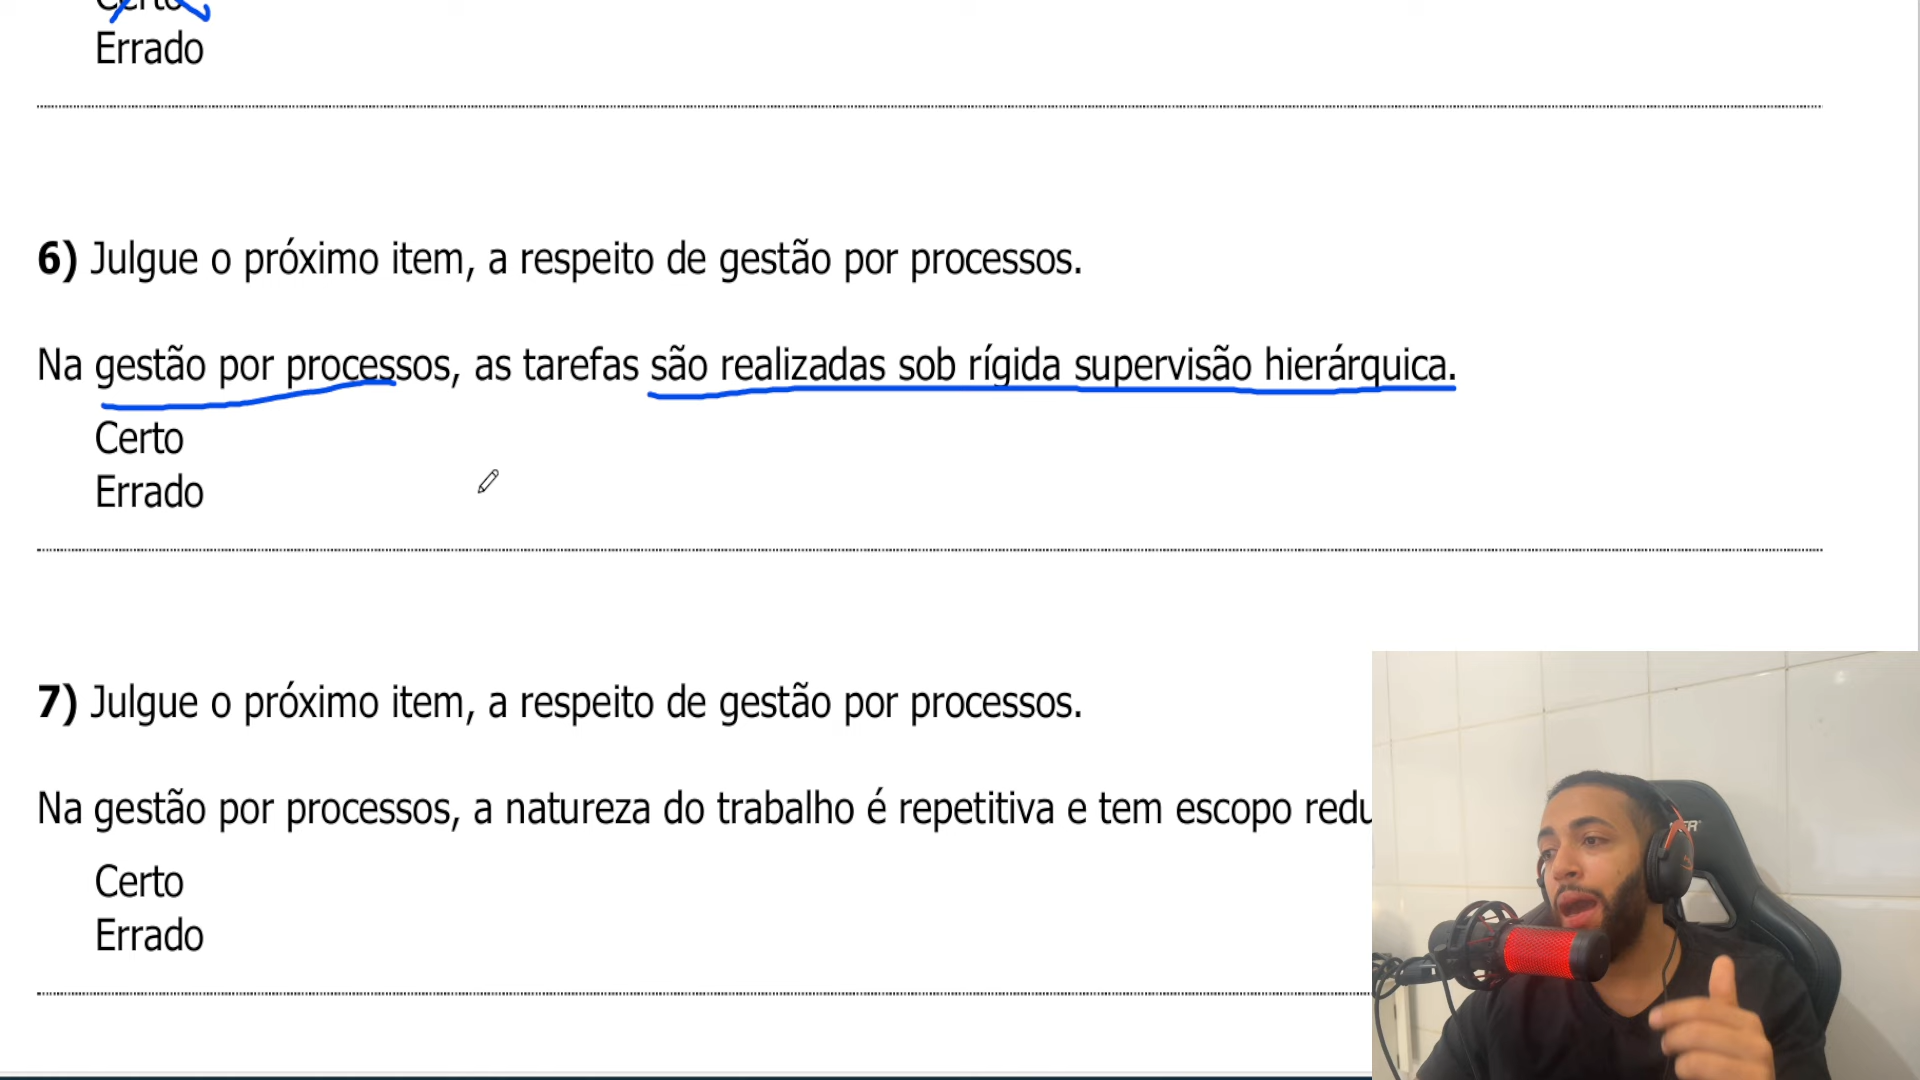 Certo
Errado
6) Julgue o próximo item, a respeito de gestão por processos.
Na gestão por processos, as tarefas são realizadas sob rígida supervisão hierárquica.
Certo
Errado
7) Julgue o próximo item, a respeito de gestão por processos.
Na gestão por processos, a natureza do trabalho é repetitiva e tem escopo redu
Certo
Errado